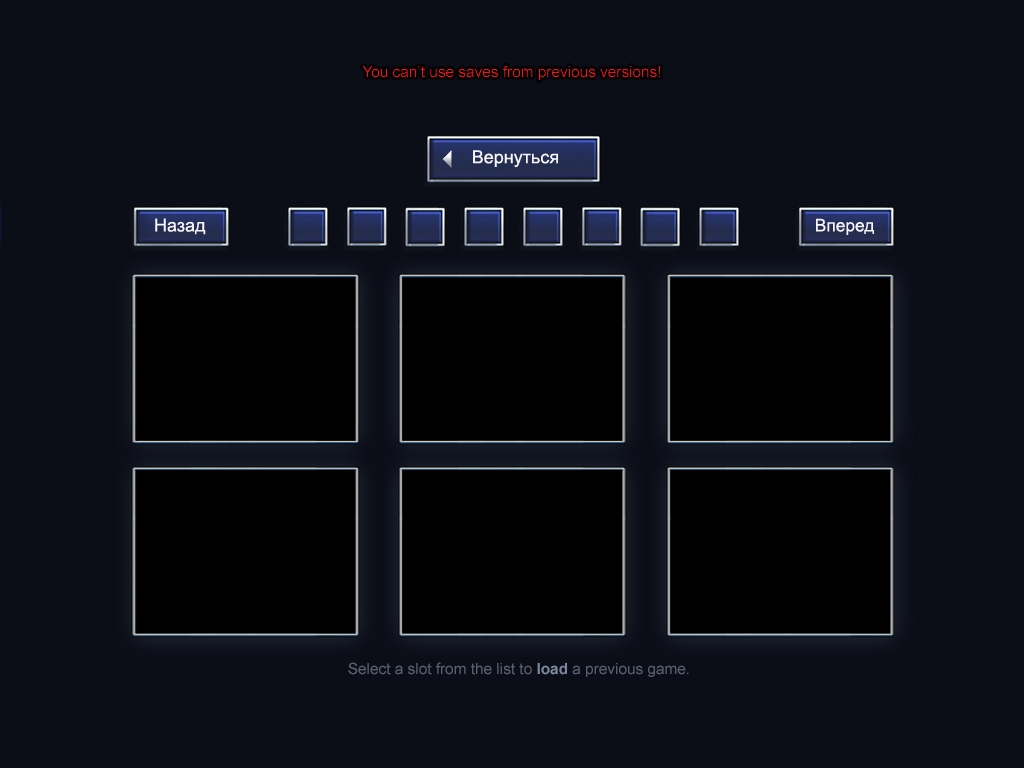 You can't use saves from previous versions!
Вернуться
Назад
Вперед
Select a slot from the list to load a previous game.